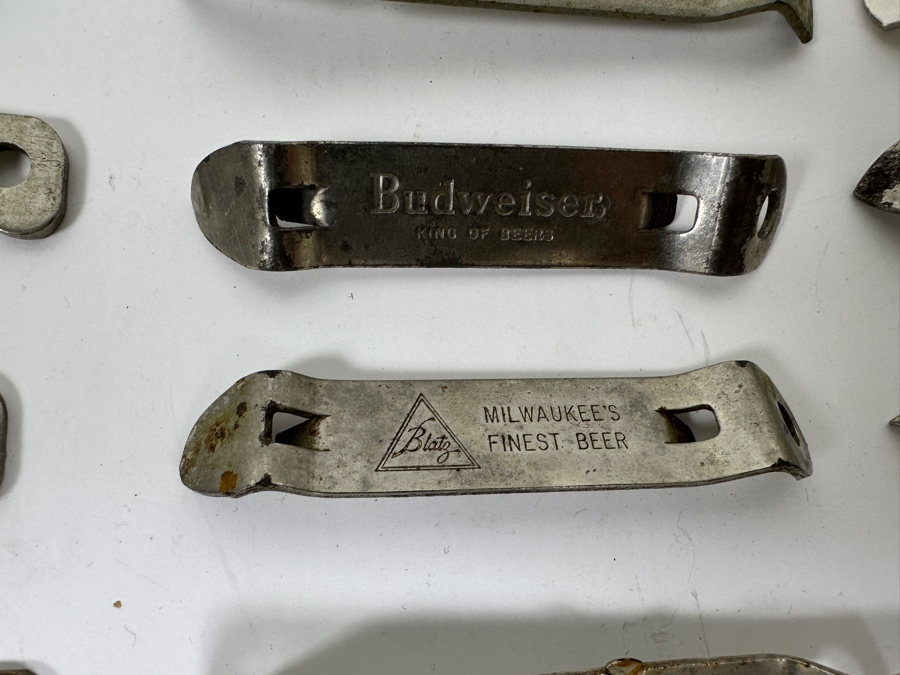 Budweiser
KING OF BEERS
Blatz
MILWAUKEE'S
FINEST BEER